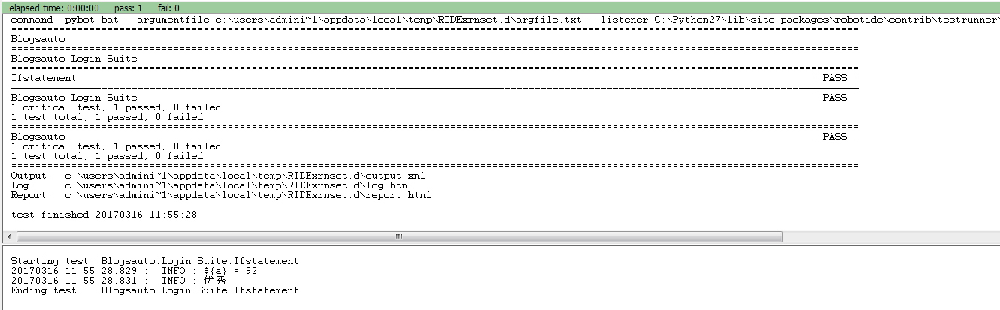 elapsed time: 0:00:00 pass: 1 fail: 0
command: pybot.bat --argumentfile c:\users\admini~1\appdata\local\temp\RIDExrnset.d\argfile.txt --listener C:\Python27\lib\site-packages\robotide\contrib\testrunner\
==============================================================================
Blogsauto
==============================================================================
Blogsauto.Login Suite
==============================================================================
Ifstatement | PASS |
------------------------------------------------------------------------------
Blogsauto.Login Suite | PASS |
1 critical test, 1 passed, 0 failed
1 test total, 1 passed, 0 failed
==============================================================================
Blogsauto | PASS |
1 critical test, 1 passed, 0 failed
1 test total, 1 passed, 0 failed
==============================================================================
Output: c:\users\admini~1\appdata\local\temp\RIDExrnset.d\output.xml
Log: c:\users\admini~1\appdata\local\temp\RIDExrnset.d\log.html
Report: c:\users\admini~1\appdata\local\temp\RIDExrnset.d\report.html
test finished 20170316 11:55:28
Starting test: Blogsauto.Login Suite.Ifstatement
20170316 11:55:28.829 : INFO : ${a} = 92
20170316 11:55:28.831 : INFO : 优秀
Ending test: Blogsauto.Login Suite.Ifstatement